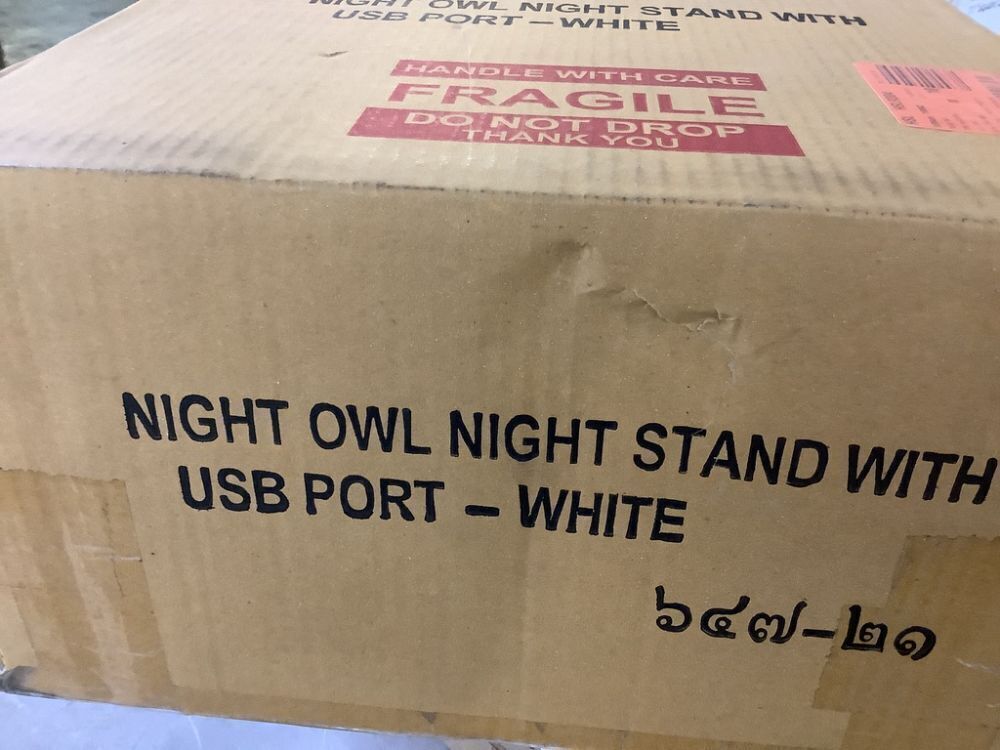 NIGHT OWL NIGHT STAND WITH
USB PORT – WHITE
HANDLE WITH CARE
FRAGILE
DO NOT DROP
THANK YOU
NIGHT OWL NIGHT STAND WITH
USB PORT – WHITE
๖๔๗-๒๑